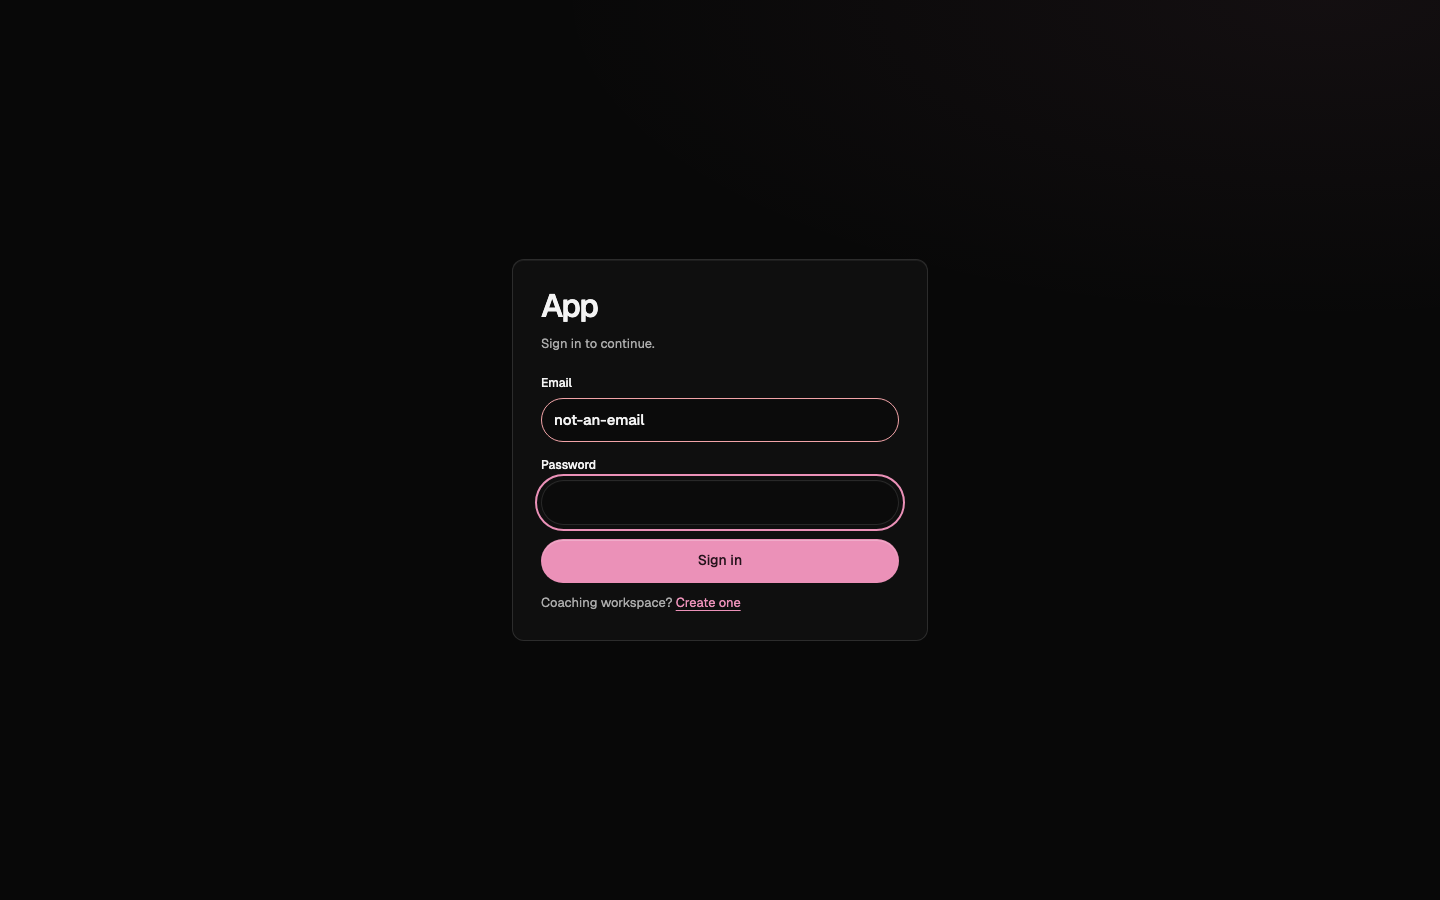 App
Sign in to continue.
Email
not-an-email
Password
Sign in
Coaching workspace? Create one